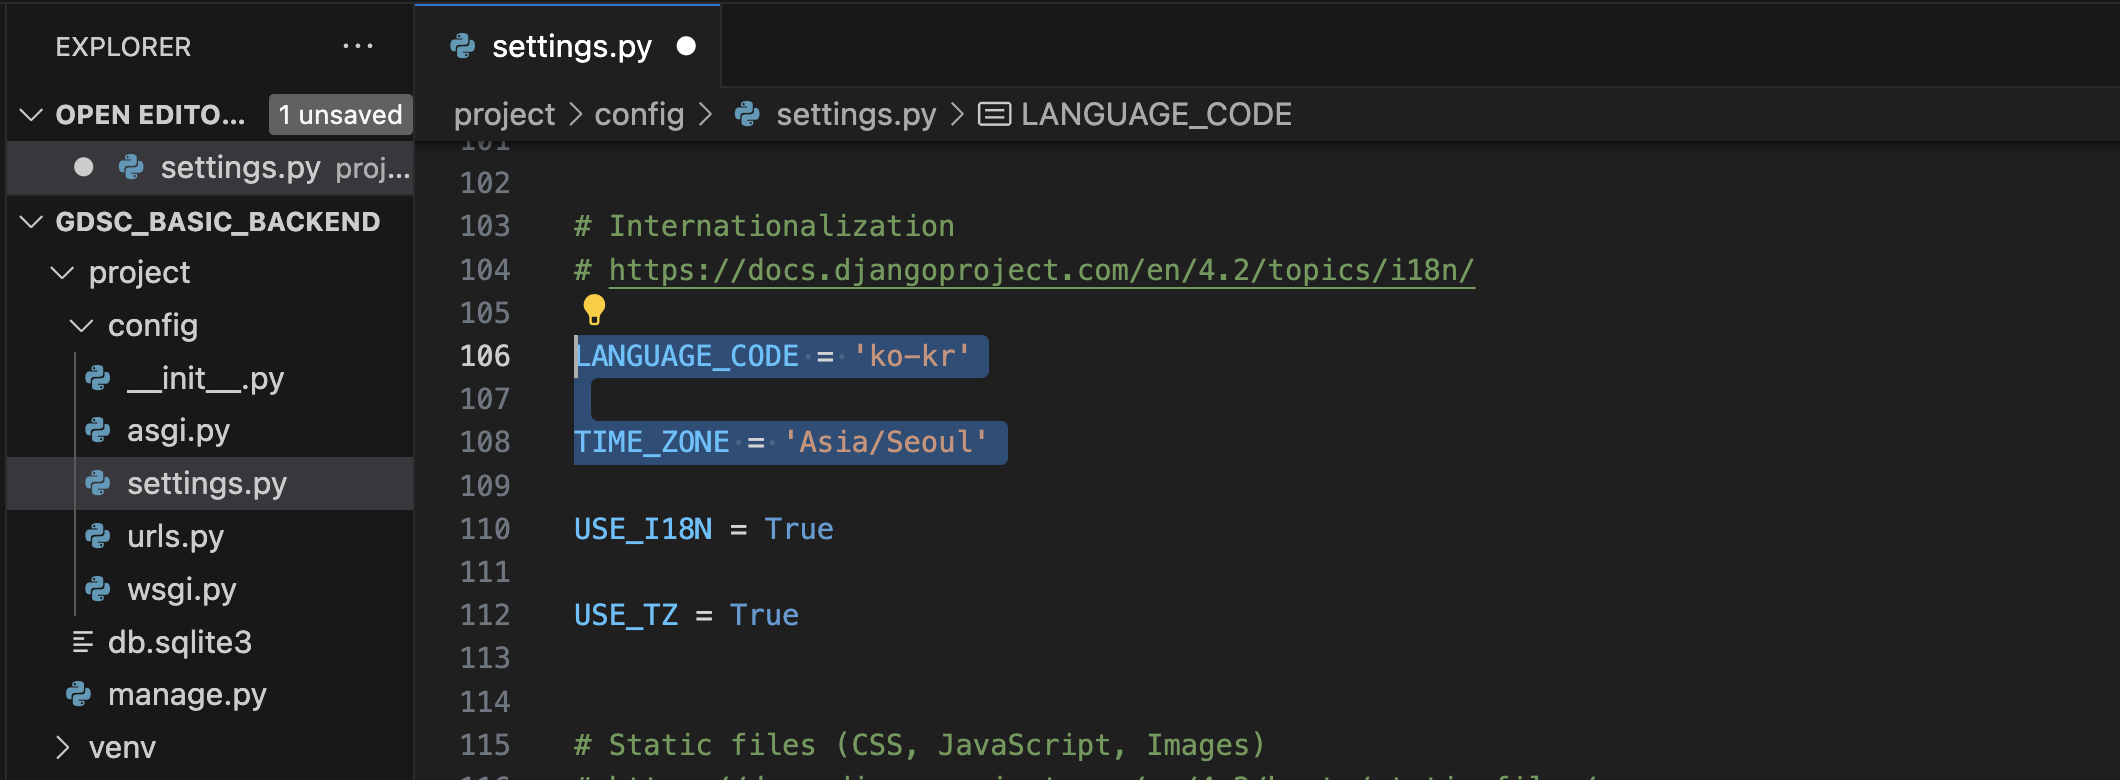 EXPLORER ...
OPEN EDITO... 1 unsaved
settings.py proj...
GDSC_BASIC_BACKEND
project
config
__init__.py
asgi.py
settings.py
urls.py
wsgi.py
db.sqlite3
manage.py
venv
settings.py
project > config > settings.py > LANGUAGE_CODE
101
102
103 # Internationalization
104 # https://docs.djangoproject.com/en/4.2/topics/i18n/
105
106 LANGUAGE_CODE = 'ko-kr'
107
108 TIME_ZONE = 'Asia/Seoul'
109
110 USE_I18N = True
111
112 USE_TZ = True
113
114
115 # Static files (CSS, JavaScript, Images)
116